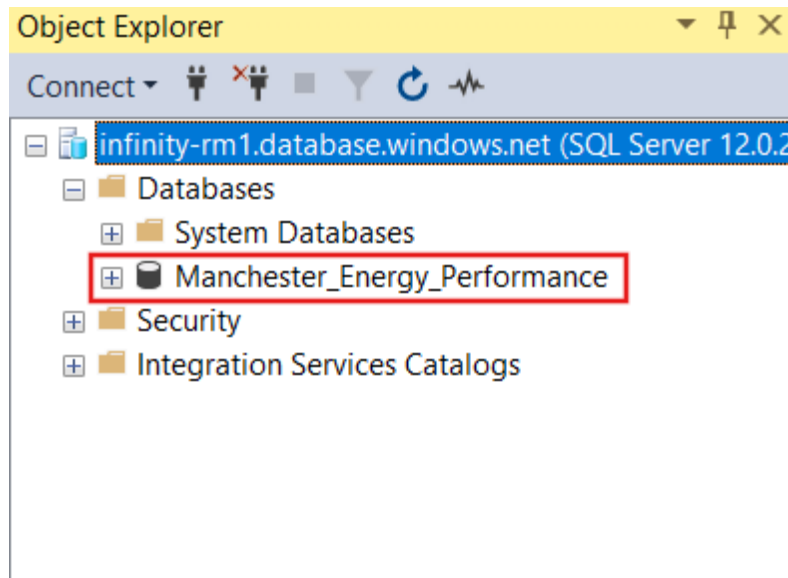 Object Explorer
Connect
infinity-rm1.database.windows.net (SQL Server 12.0.2
Databases
System Databases
Manchester_Energy_Performance
Security
Integration Services Catalogs